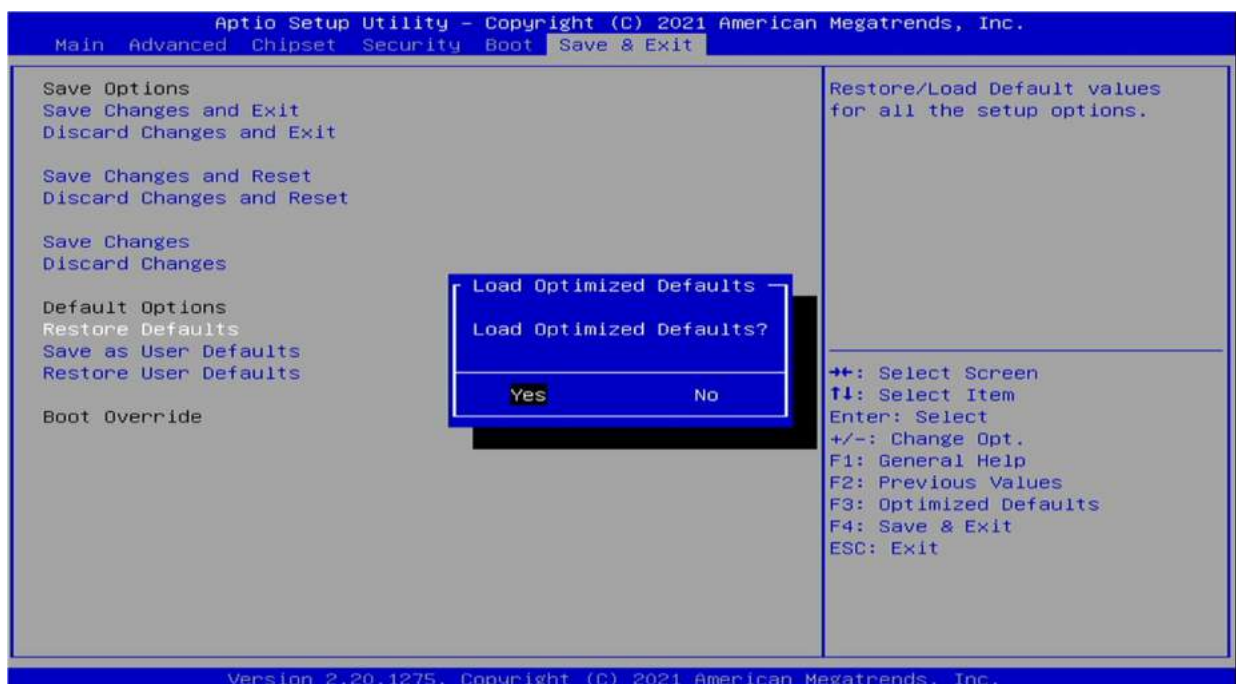 Aptio Setup Utility – Copyright (C) 2021 American Megatrends, Inc.
Main Advanced Chipset Security Boot Save & Exit
Save Options
Save Changes and Exit
Discard Changes and Exit
Save Changes and Reset
Discard Changes and Reset
Save Changes
Discard Changes
Default Options
Restore Defaults
Save as User Defaults
Restore User Defaults
Boot Override
Load Optimized Defaults
Load Optimized Defaults?
Yes No
Restore/Load Default values
for all the setup options.
→←: Select Screen
↑↓: Select Item
Enter: Select
+/-: Change Opt.
F1: General Help
F2: Previous Values
F3: Optimized Defaults
F4: Save & Exit
ESC: Exit
Version 2.20.1275. Copyright (C) 2021 American Megatrends, Inc.